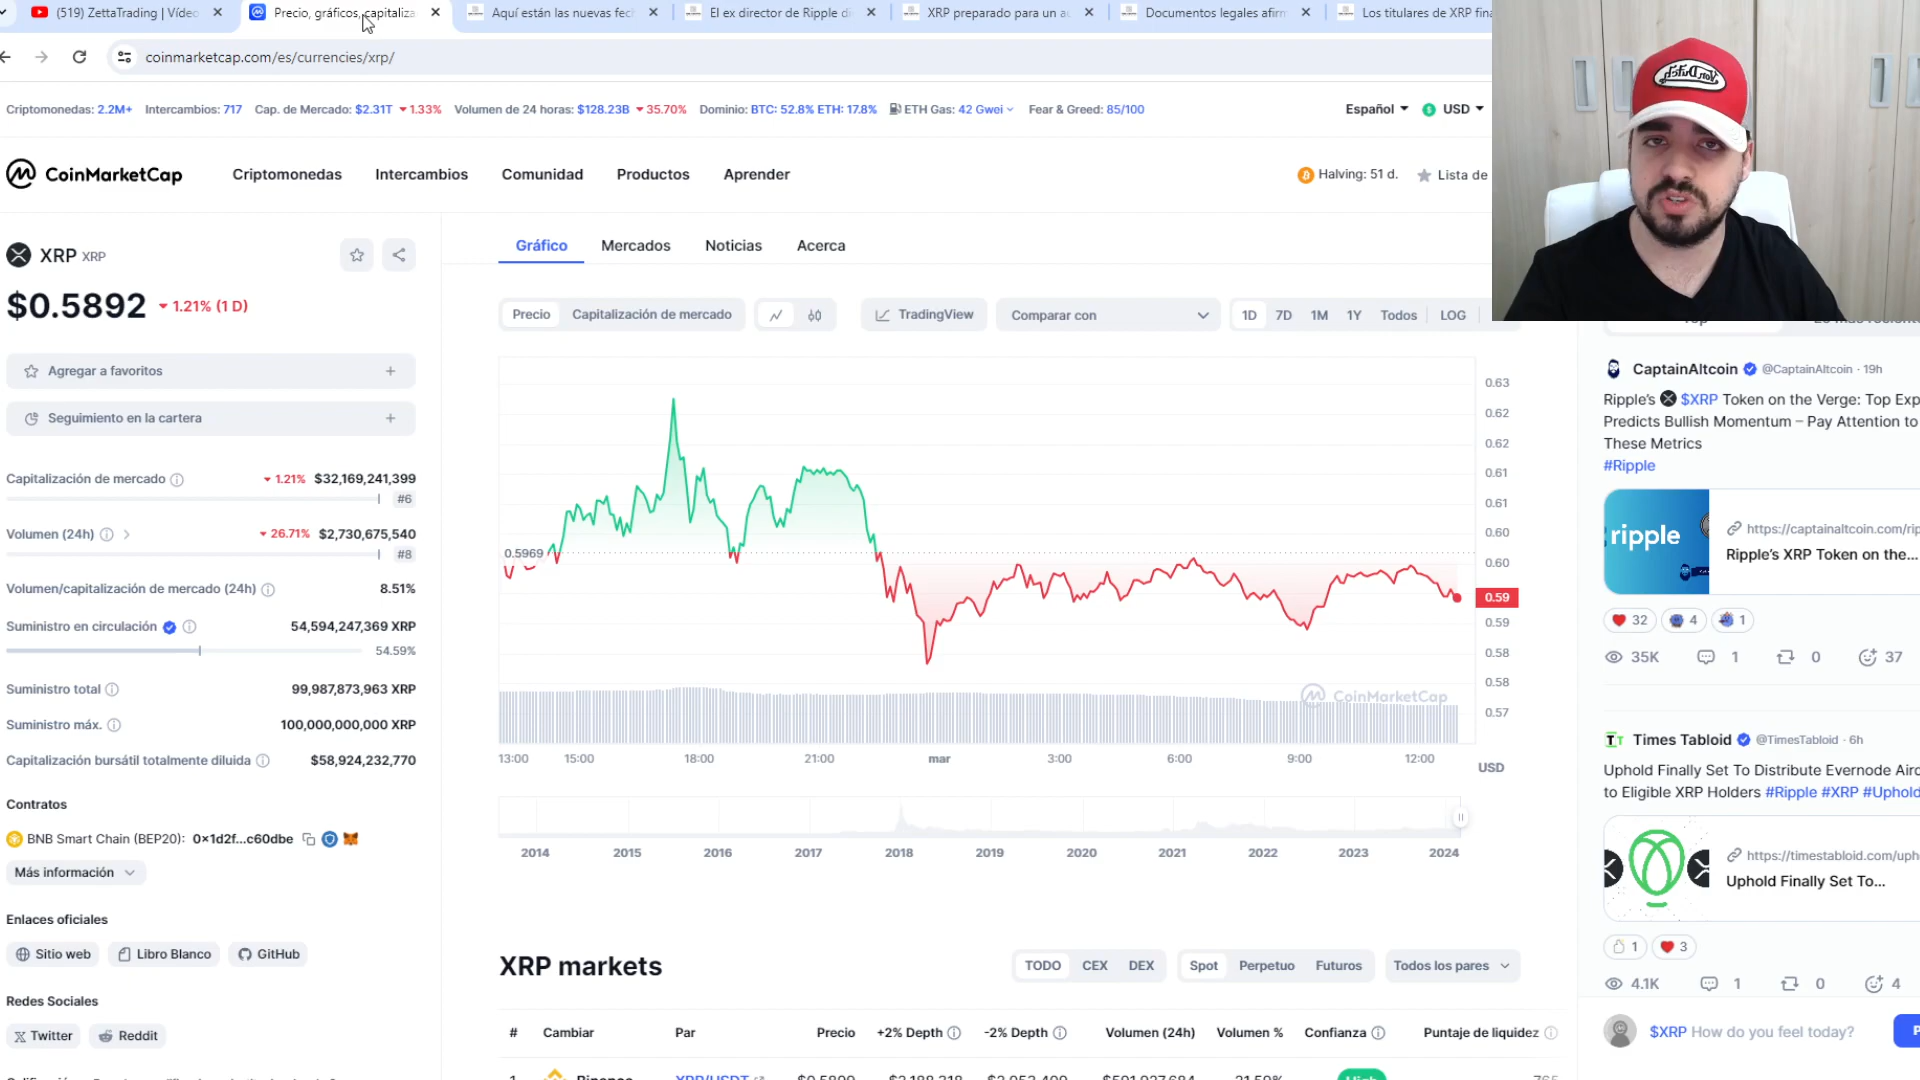 (519) ZettaTrading | Vídeo
Precio, gráficos, capitaliza
Aquí están las nuevas fech
El ex director de Ripple di
XRP preparado para un au
Documentos legales afirm
Los titulares de XRP fina
coinmarketcap.com/es/currencies/xrp/
Criptomonedas: 2.2M+ Intercambios: 717 Cap. de Mercado: $2.31T 1.33% Volumen de 24 horas: $128.23B 35.70% Dominio: BTC: 52.8% ETH: 17.8% ETH Gas: 42 Gwei Fear & Greed: 85/100
Español USD
CoinMarketCap
Criptomonedas Intercambios Comunidad Productos Aprender
Halving: 51 d. Lista de
XRP XRP
$0.5892 1.21% (1 D)
Agregar a favoritos +
Seguimiento en la cartera +
Capitalización de mercado 1.21% $32,169,241,399
#6
Volumen (24h) 26.71% $2,730,675,540
#8
Volumen/capitalización de mercado (24h) 8.51%
Suministro en circulación 54,594,247,369 XRP
54.59%
Suministro total 99,987,873,963 XRP
Suministro máx. 100,000,000,000 XRP
Capitalización bursátil totalmente diluida $58,924,232,770
Contratos
BNB Smart Chain (BEP20): 0x1d2f...c60dbe
Más información
Enlaces oficiales
Sitio web Libro Blanco GitHub
Redes Sociales
Twitter Reddit
Gráfico Mercados Noticias Acerca
Precio Capitalización de mercado TradingView Comparar con 1D 7D 1M 1Y Todos LOG
0.63
0.62
0.62
0.61
0.61
0.60
0.5969
0.60
0.59
0.59
0.58
0.58
0.57
CoinMarketCap
13:00 15:00 18:00 21:00 mar 3:00 6:00 9:00 12:00
USD
2014 2015 2016 2017 2018 2019 2020 2021 2022 2023 2024
XRP markets
TODO CEX DEX Spot Perpetuo Futuros Todos los pares
# Cambiar Par Precio +2% Depth -2% Depth Volumen (24h) Volumen % Confianza Puntaje de liquidez
1 Binance XRP/USDT
CaptainAltcoin @CaptainAltcoin · 19h
Ripple's $XRP Token on the Verge: Top Exp
Predicts Bullish Momentum – Pay Attention to
These Metrics
#Ripple
ripple
https://captainaltcoin.com/rip
Ripple's XRP Token on the...
32 4 1
35K 1 0 37
Times Tabloid @TimesTabloid · 6h
Uphold Finally Set To Distribute Evernode Aird
to Eligible XRP Holders #Ripple #XRP #Uphold
https://timestabloid.com/uph
Uphold Finally Set To...
1 3
4.1K 1 0 4
$XRP How do you feel today?